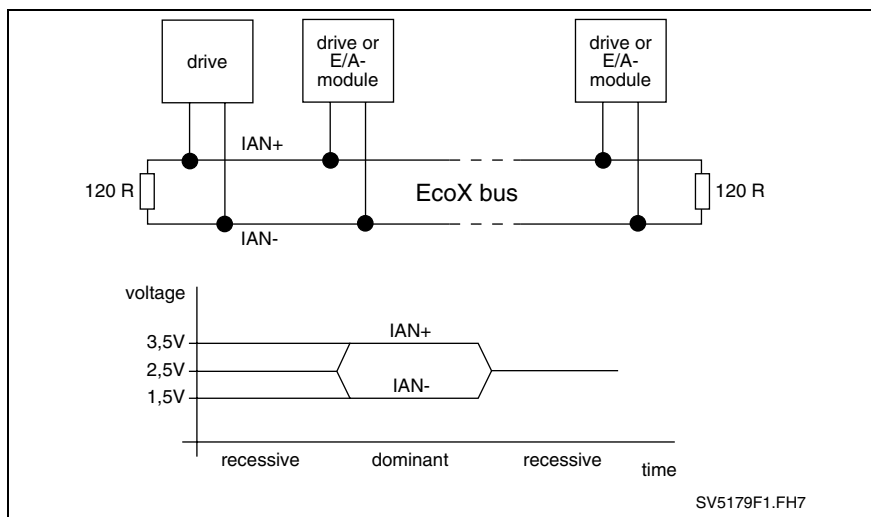 drive
drive or
E/A-
module
drive or
E/A-
module
IAN+
120 R
EcoX bus
120 R
IAN-
voltage
IAN+
3,5V
2,5V
IAN-
1,5V
recessive
dominant
recessive
time
SV5179F1.FH7